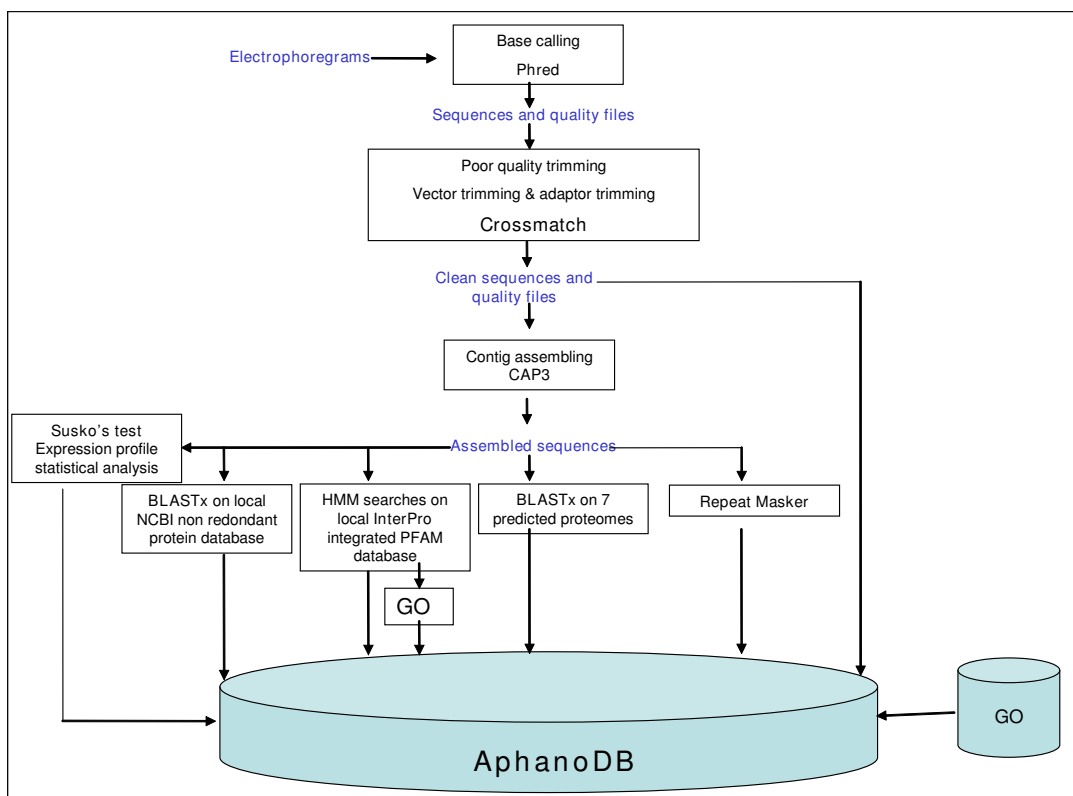 Base calling
Electrophoregrams
Phred
Sequences and quality files
Poor quality trimming
Vector trimming & adaptor trimming
Crossmatch
Clean sequences and
quality files
Contig assembling
CAP3
Susko's test
Expression profile
statistical analysis
Assembled sequences
BLASTx on local
NCBI non redondant
protein database
HMM searches on
local InterPro
integrated PFAM
database
BLASTx on 7
predicted proteomes
Repeat Masker
GO
GO
AphanoDB